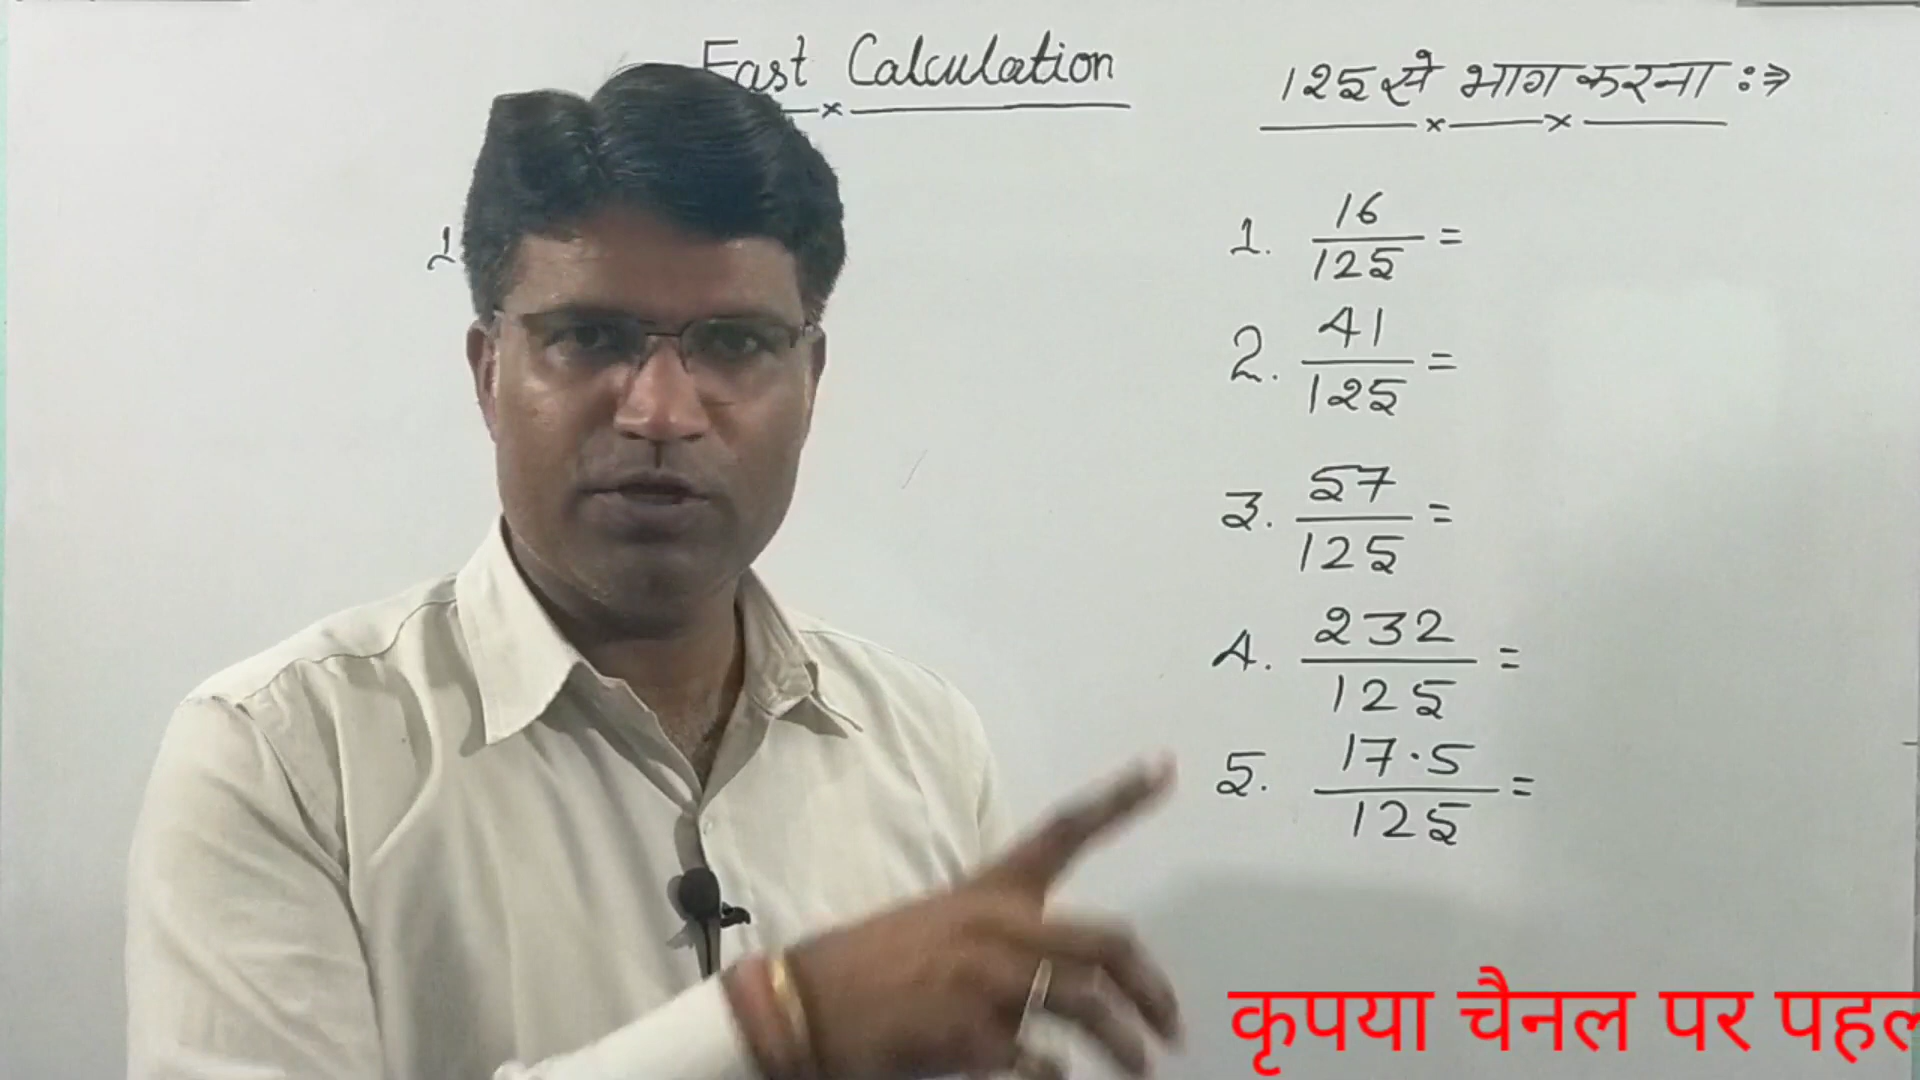 Fast Calculation
125 से भाग करना :⇒
1
1. 16/125 =
2. 41/125 =
3. 57/125 =
4. 232/125 =
5. 17.5/125 =
कृपया चैनल पर पहल